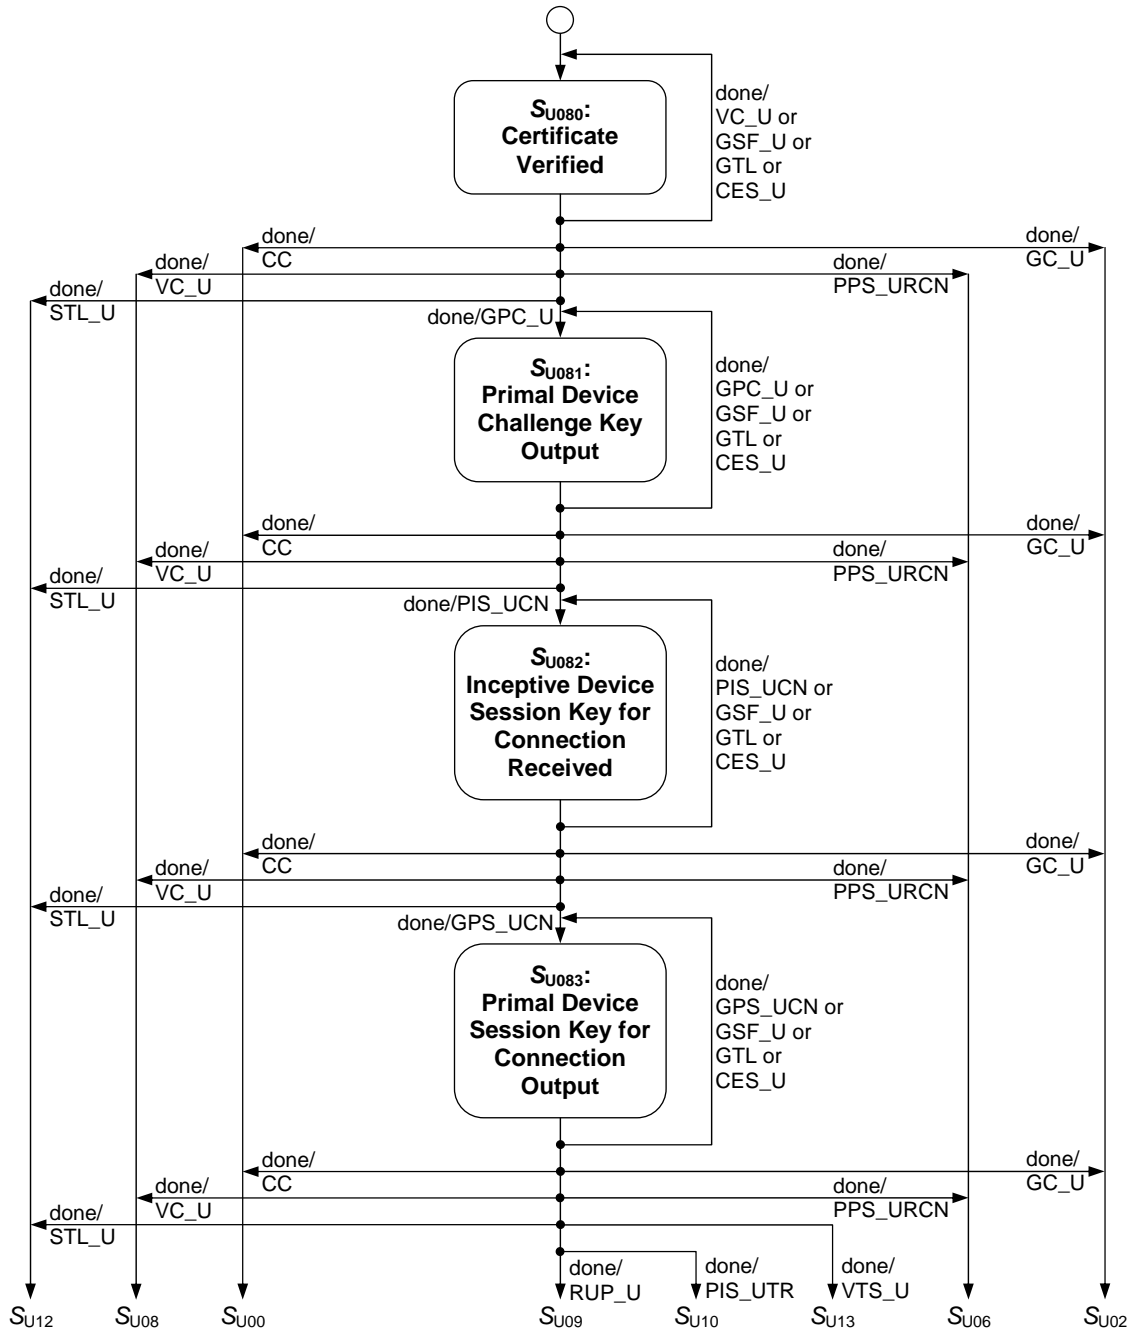 S_U080:
Certificate
Verified
done/
VC_U or
GSF_U or
GTL or
CES_U
done/
CC
done/
GC_U
done/
VC_U
done/
PPS_URCN
done/
STL_U
done/GPC_U
S_U081:
Primal Device
Challenge Key
Output
done/
GPC_U or
GSF_U or
GTL or
CES_U
done/
CC
done/
GC_U
done/
VC_U
done/
PPS_URCN
done/
STL_U
done/PIS_UCN
S_U082:
Inceptive Device
Session Key for
Connection
Received
done/
PIS_UCN or
GSF_U or
GTL or
CES_U
done/
CC
done/
GC_U
done/
VC_U
done/
PPS_URCN
done/
STL_U
done/GPS_UCN
S_U083:
Primal Device
Session Key for
Connection
Output
done/
GPS_UCN or
GSF_U or
GTL or
CES_U
done/
CC
done/
GC_U
done/
VC_U
done/
PPS_URCN
done/
STL_U
done/
RUP_U
done/
PIS_UTR
done/
VTS_U
S_U12 S_U08 S_U00 S_U09 S_U10 S_U13 S_U06 S_U02